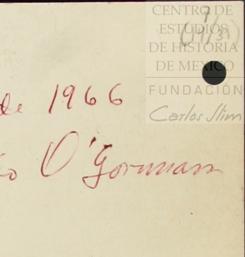 CENTRO DE
ESTUDIOS
DE HISTORIA
DE MEXICO
FUNDACIÓN
Carlos Slim
de 1966
O'Gorman